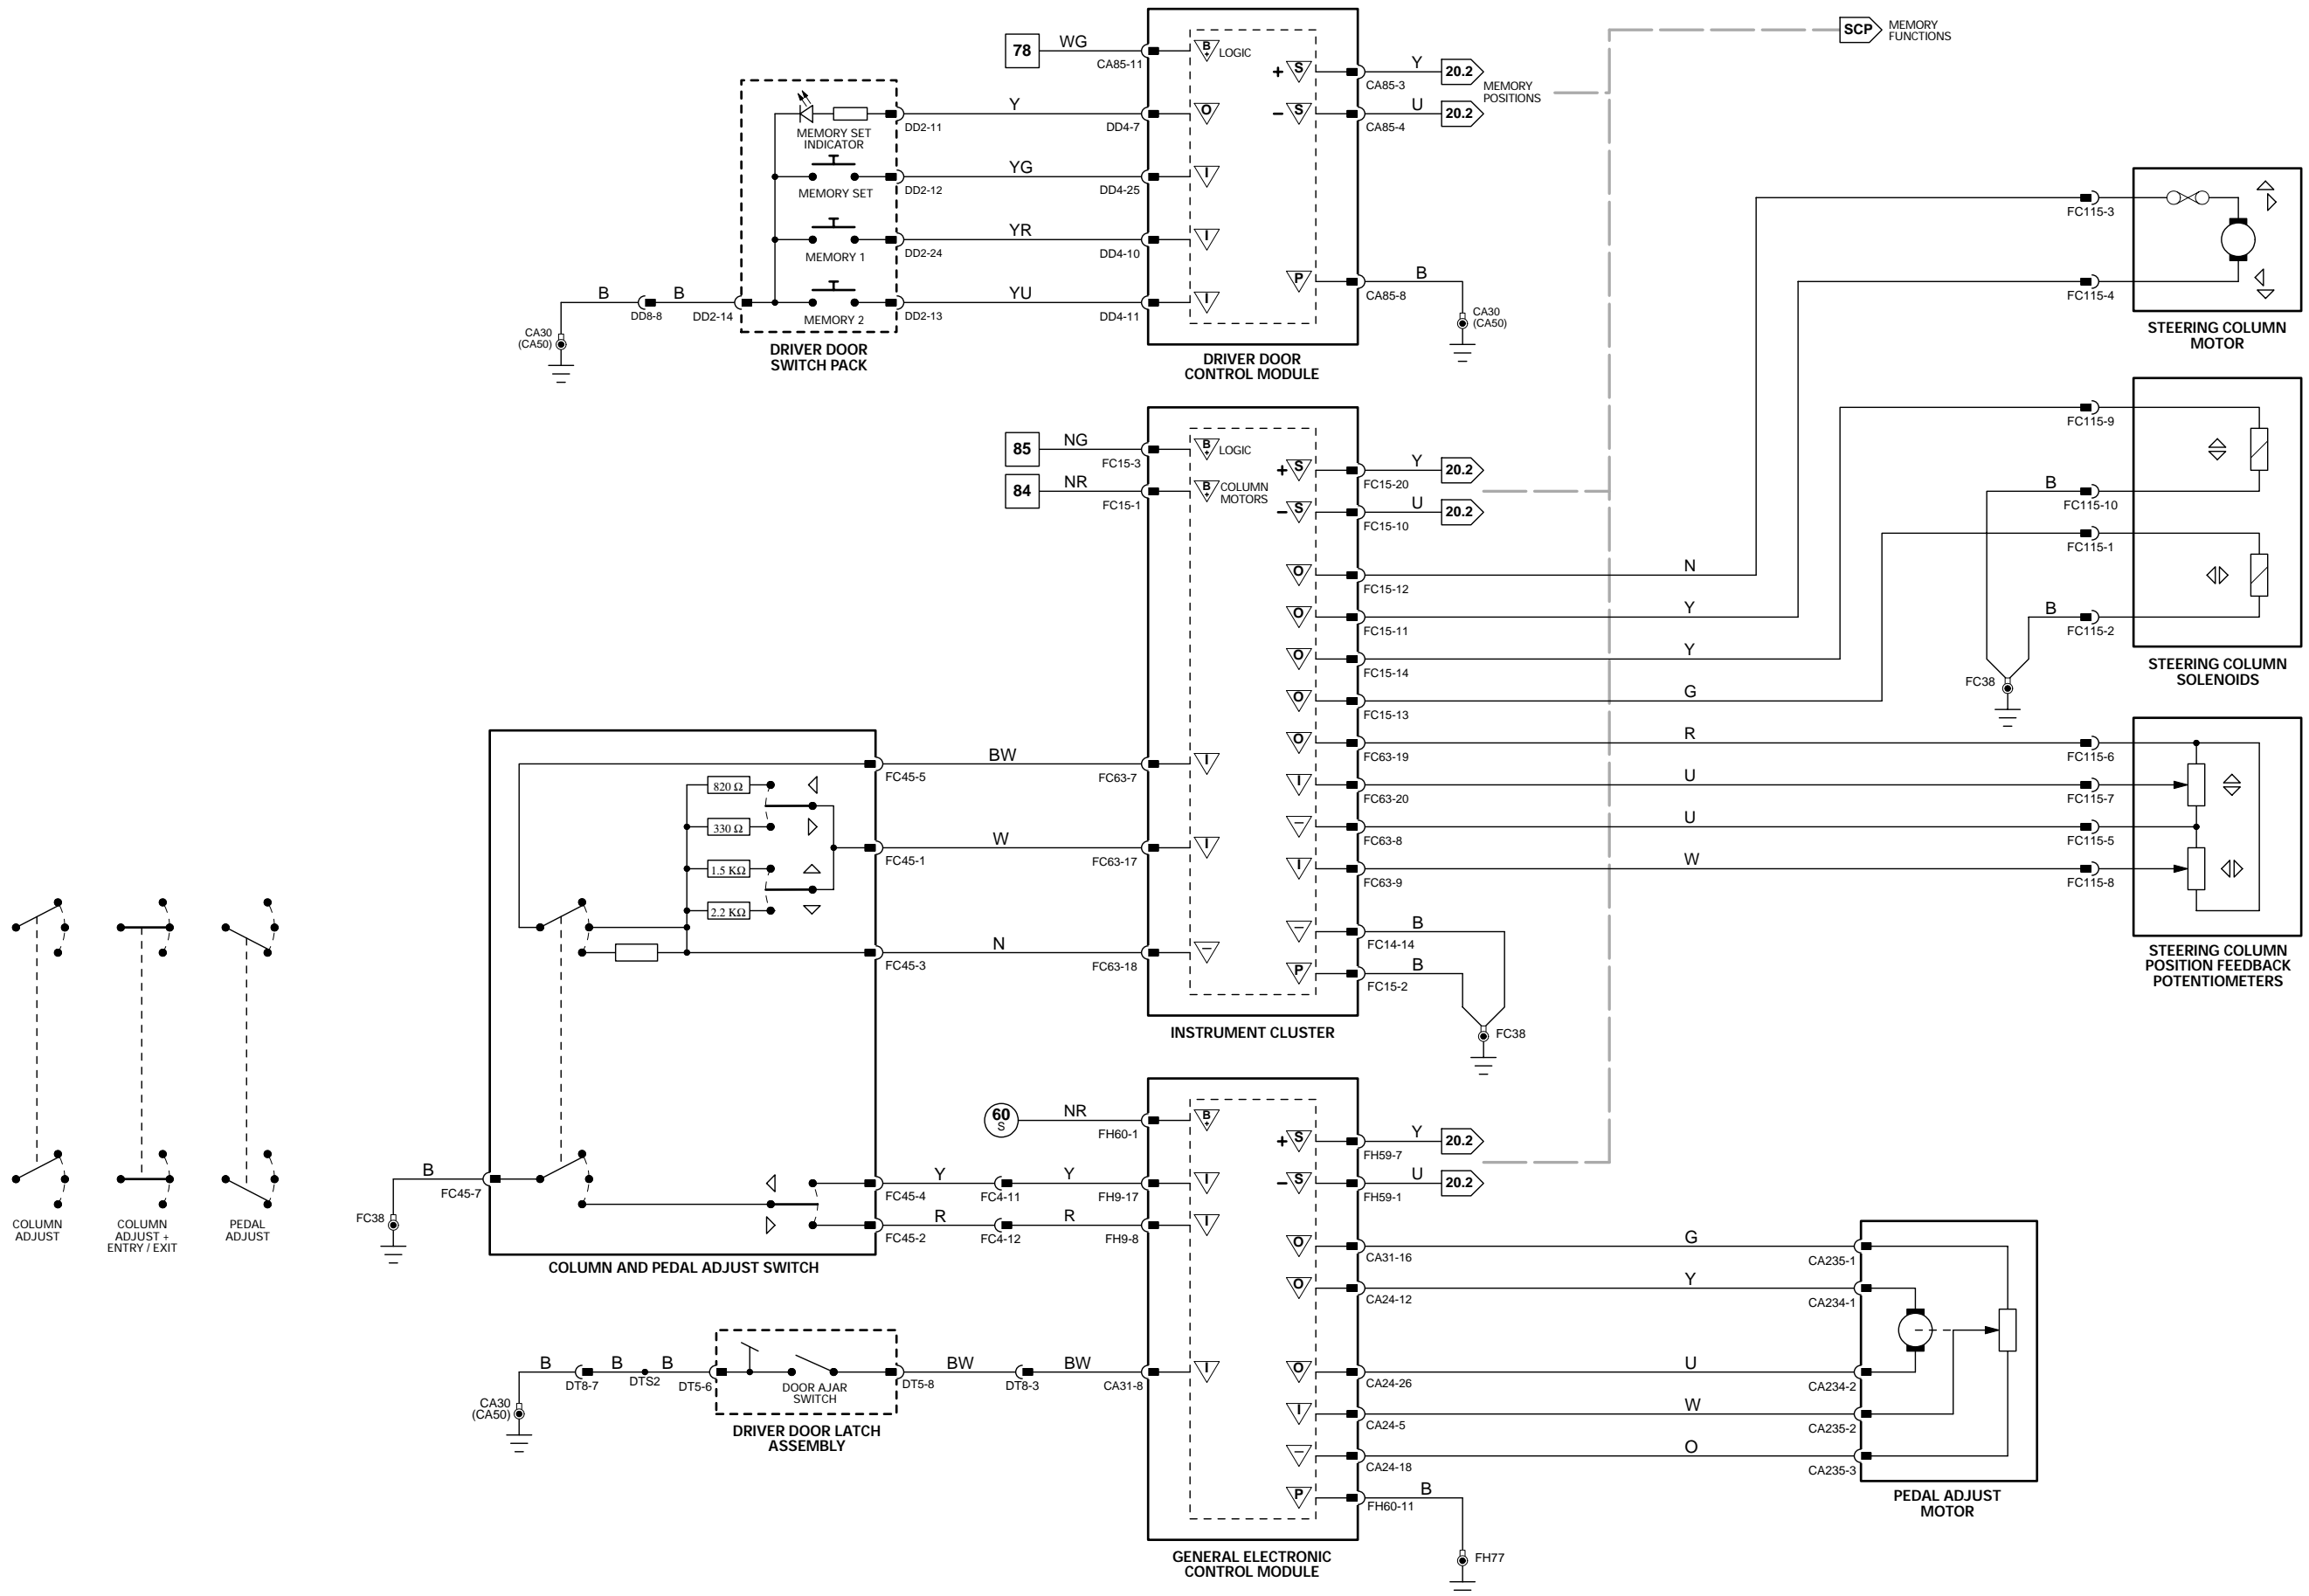 SCP
MEMORY
FUNCTIONS
78
WG
CA85-11
B
+
LOGIC
+
S
CA85-3
Y
20.2
MEMORY
POSITIONS
–
S
CA85-4
U
20.2
MEMORY SET
INDICATOR
DD2-11
Y
DD4-7
O
MEMORY SET
DD2-12
YG
DD4-25
I
MEMORY 1
DD2-24
YR
DD4-10
I
MEMORY 2
DD2-13
YU
DD4-11
I
B
DD8-8
B
DD2-14
CA30
(CA50)
DRIVER DOOR
SWITCH PACK
P
CA85-8
B
CA30
(CA50)
DRIVER DOOR
CONTROL MODULE
FC115-3
FC115-4
STEERING COLUMN
MOTOR
85
NG
FC15-3
B
+
LOGIC
84
NR
FC15-1
B
+
COLUMN
MOTORS
+
S
FC15-20
Y
20.2
–
S
FC15-10
U
20.2
O
FC15-12
N
O
FC15-11
Y
O
FC15-14
Y
O
FC15-13
G
O
FC63-19
R
I
FC63-20
U
–
FC63-8
U
I
FC63-9
W
–
FC14-14
B
P
FC15-2
B
FC38
INSTRUMENT CLUSTER
FC115-9
B
FC115-10
FC115-1
B
FC115-2
FC38
STEERING COLUMN
SOLENOIDS
FC115-6
FC115-7
FC115-5
FC115-8
STEERING COLUMN
POSITION FEEDBACK
POTENTIOMETERS
FC45-5
BW
FC63-7
I
820 Ω
330 Ω
FC45-1
W
FC63-17
I
1.5 KΩ
2.2 KΩ
FC45-3
N
FC63-18
–
COLUMN
ADJUST
COLUMN
ADJUST +
ENTRY / EXIT
PEDAL
ADJUST
B
FC45-7
FC38
FC45-4
Y
FC4-11
Y
FH9-17
I
FC45-2
R
FC4-12
R
FH9-8
I
COLUMN AND PEDAL ADJUST SWITCH
60
S
NR
FH60-1
B
+
+
S
FH59-7
Y
20.2
–
S
FH59-1
U
20.2
O
CA31-16
G
CA235-1
O
CA24-12
Y
CA234-1
O
CA24-26
U
CA234-2
I
CA24-5
W
CA235-2
–
CA24-18
O
CA235-3
P
FH60-11
B
FH77
PEDAL ADJUST
MOTOR
B
DT8-7
B
DTS2
B
DT5-6
DOOR AJAR
SWITCH
DT5-8
BW
DT8-3
BW
CA31-8
I
CA30
(CA50)
DRIVER DOOR LATCH
ASSEMBLY
GENERAL ELECTRONIC
CONTROL MODULE